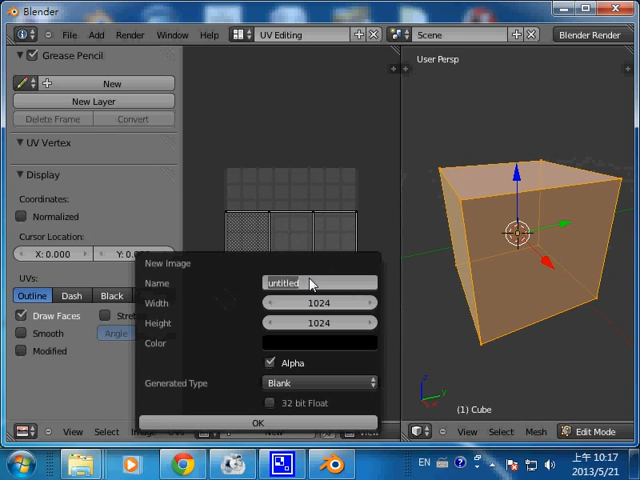 Blender
File Add Render Window Help
UV Editing
Scene
Blender Render
Grease Pencil
New
New Layer
Delete Frame Convert
UV Vertex
Display
Coordinates:
Normalized
Cursor Location:
X: 0.000 Y: 0.000
UVs:
Outline Dash Black
Draw Faces
Smooth Angle
Modified
New Image
Name untitled
Width 1024
Height 1024
Color
Alpha
Generated Type Blank
32 bit Float
OK
User Persp
z
y
(1) Cube
View Select Image
View
View Select Mesh
Edit Mode
EN
上午 10:17
2013/5/21